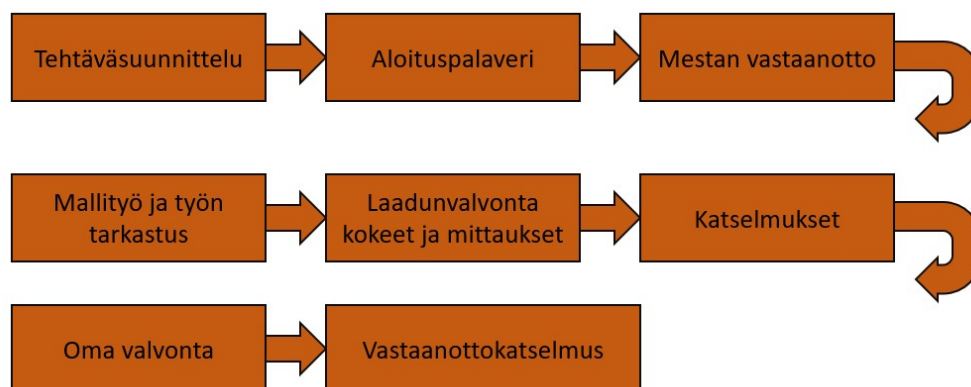 Tehtäväsuunnittelu
Aloituspalaveri
Mestan vastaanotto
Mallityö ja työn
tarkastus
Laadunvalvonta
kokeet ja mittaukset
Katselmukset
Oma valvonta
Vastaanottokatselmus